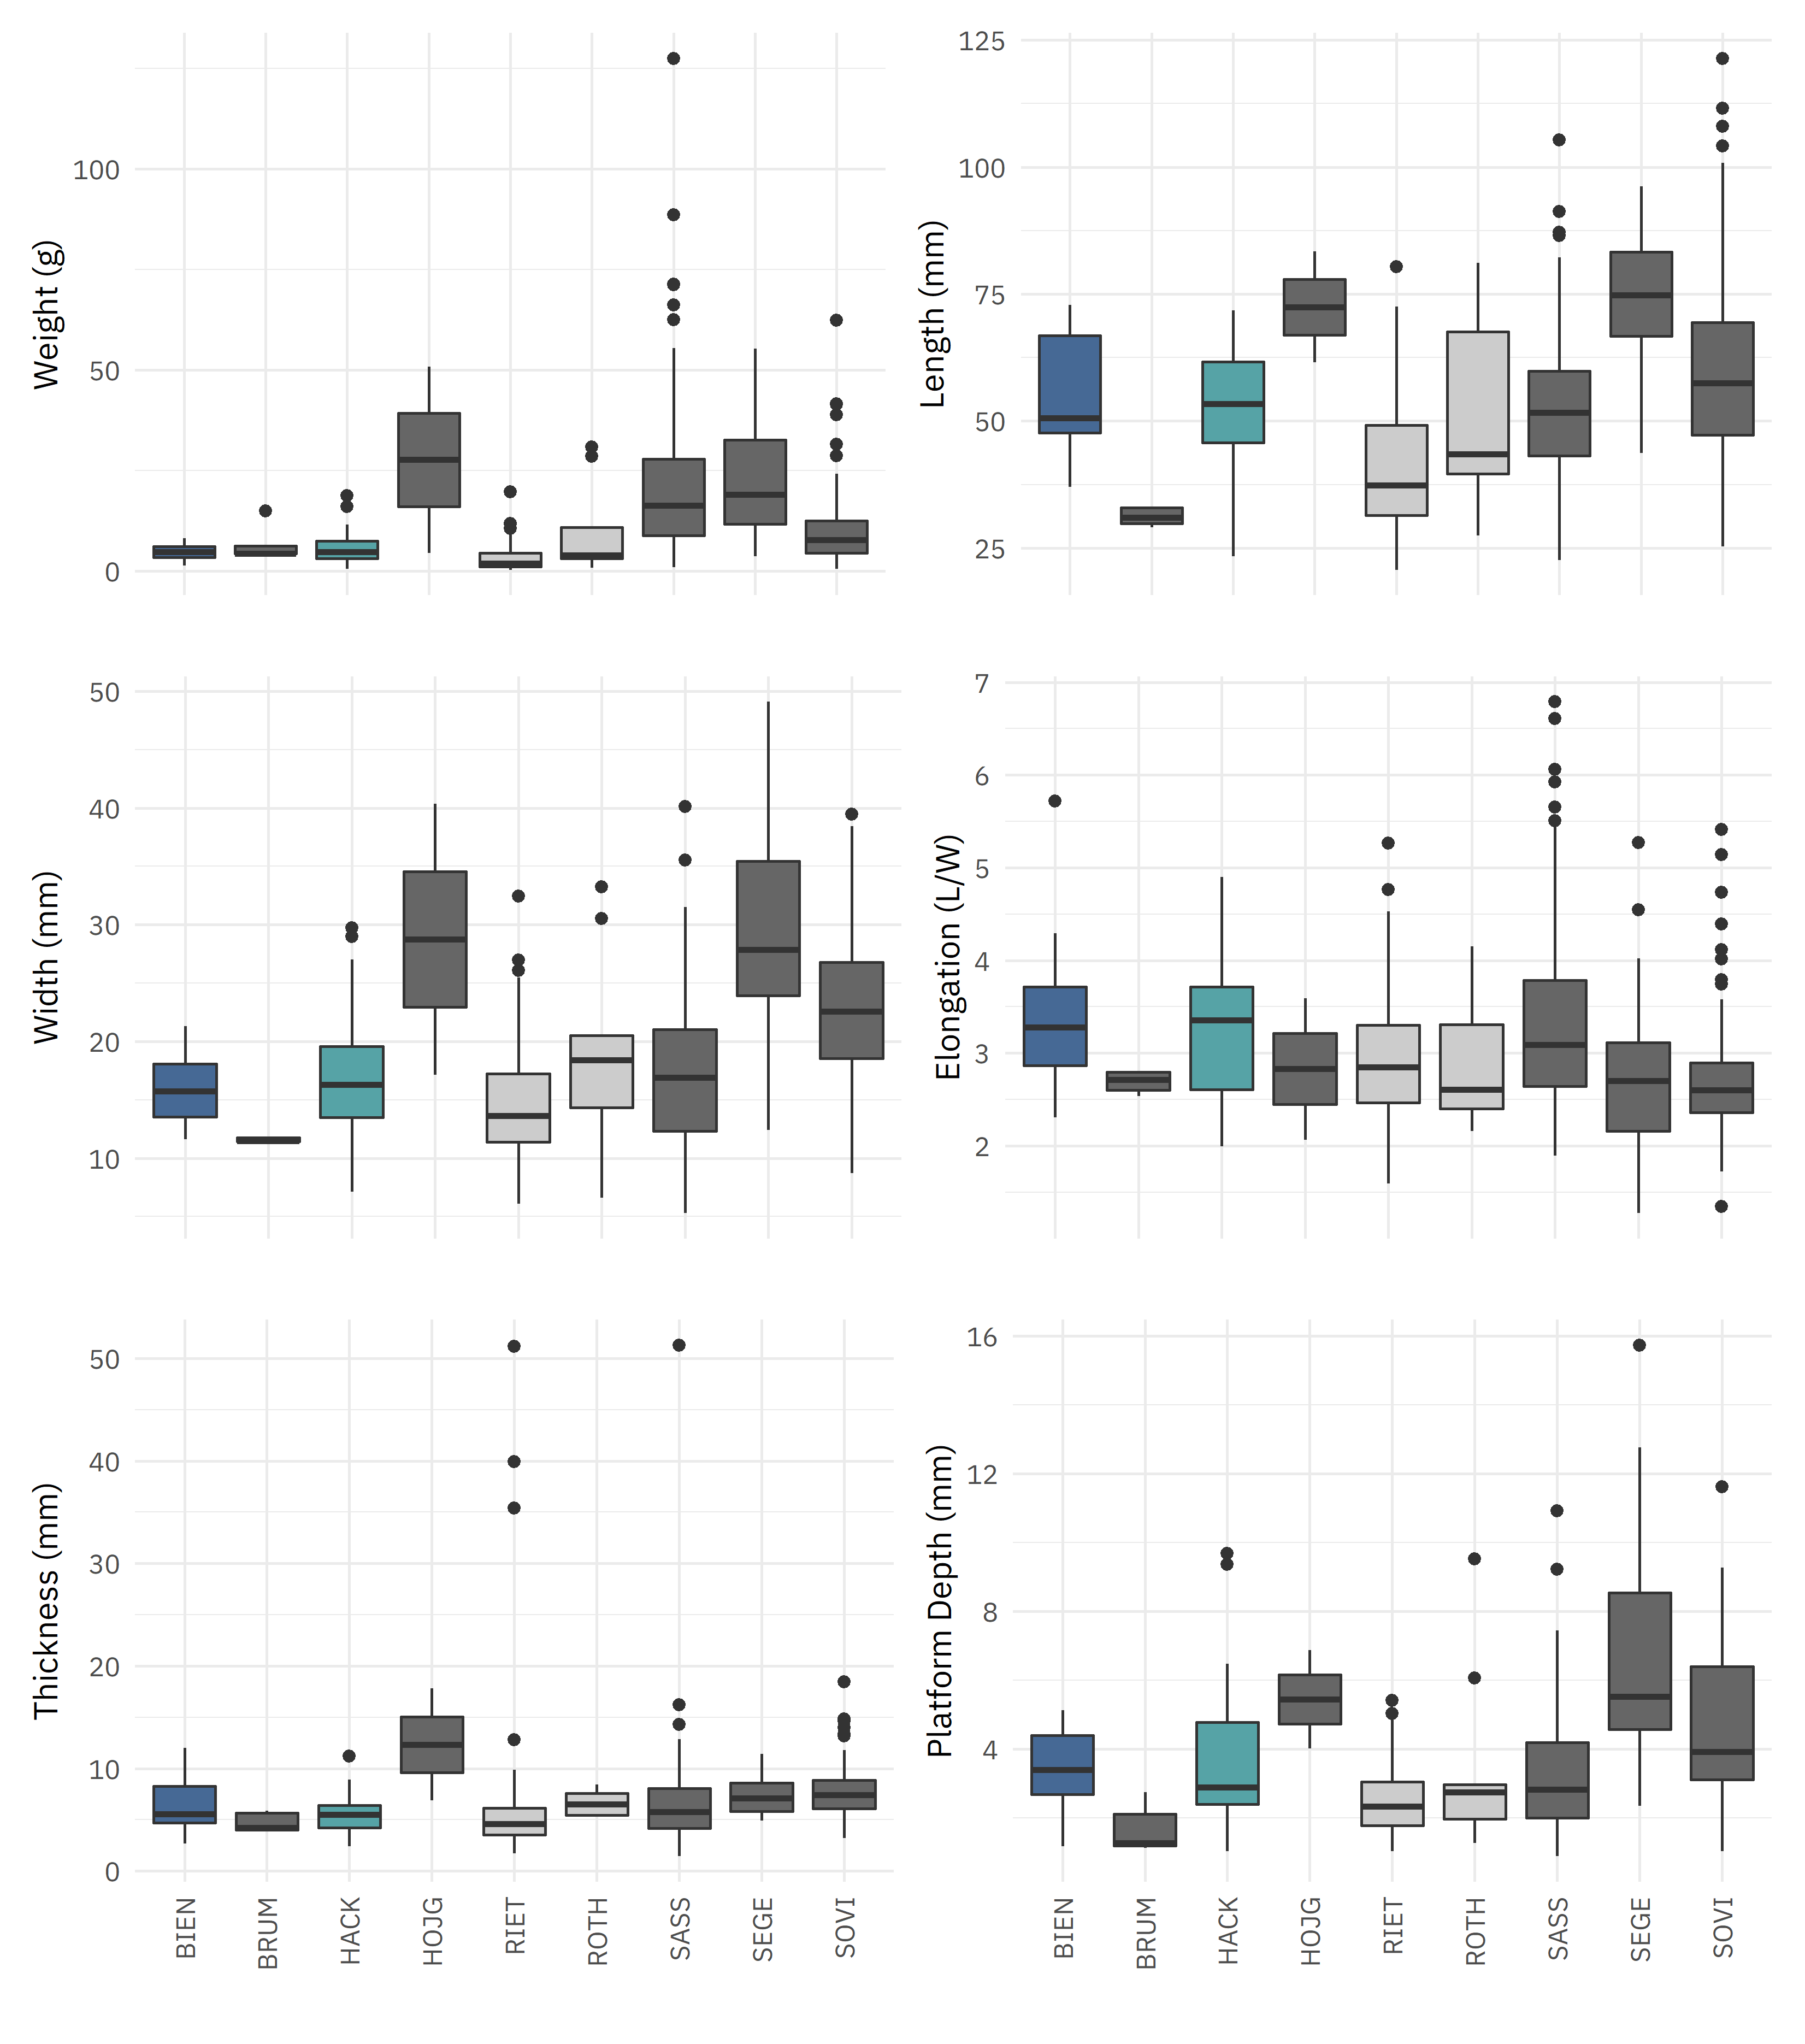 Weight (g)
100
50
0
Length (mm)
125
100
75
50
25
Width (mm)
50
40
30
20
10
Elongation (L/W)
7
6
5
4
3
2
Thickness (mm)
50
40
30
20
10
0
BIEN
BRUM
HACK
HOJG
RIET
ROTH
SASS
SEGE
SOVI
Platform Depth (mm)
16
12
8
4
BIEN
BRUM
HACK
HOJG
RIET
ROTH
SASS
SEGE
SOVI